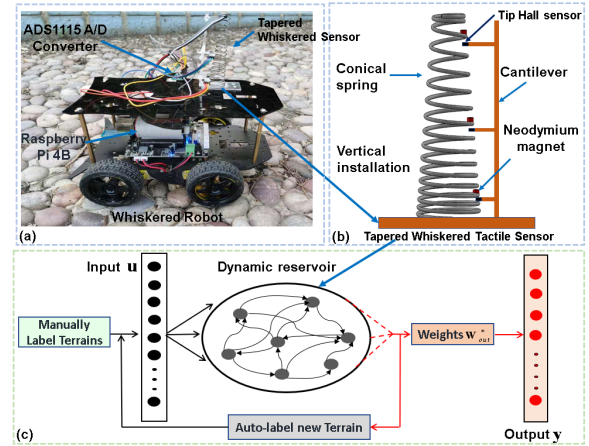 ADS1115 A/D
Converter
Tapered
Whiskered Sensor
Raspberry
Pi 4B
Whiskered Robot
(a)
(b)
Tip Hall sensor
Conical
spring
Cantilever
Neodymium
magnet
Vertical
installation
Tapered Whiskered Tactile Sensor
Input u
Dynamic reservoir
Manually
Label Terrains
Weights w*out
Auto-label new Terrain
Output y
(c)